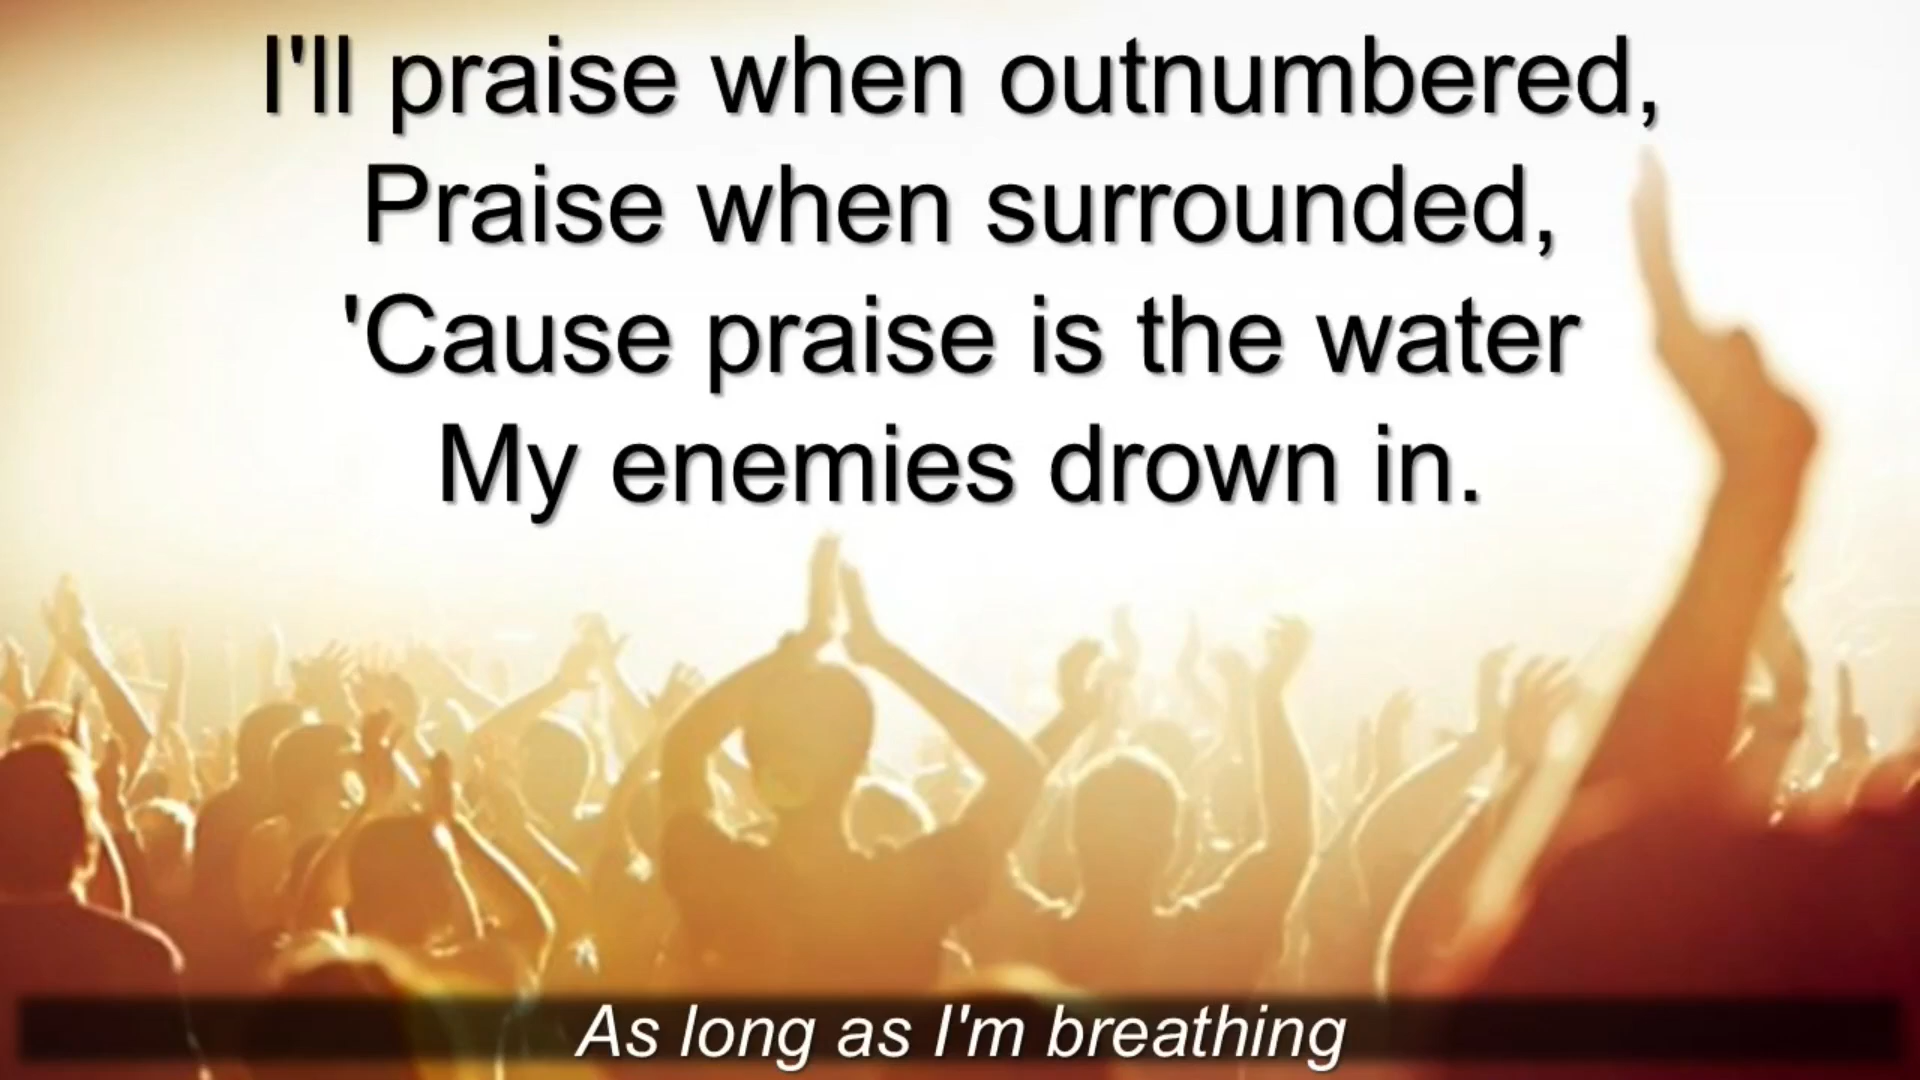 I'll praise when outnumbered,
Praise when surrounded,
'Cause praise is the water
My enemies drown in.
As long as I'm breathing